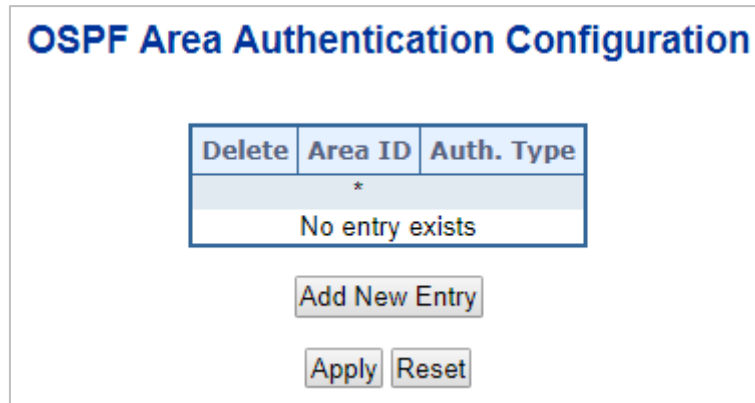 OSPF Area Authentication Configuration
Delete Area ID Auth. Type
*
No entry exists
Add New Entry
Apply Reset